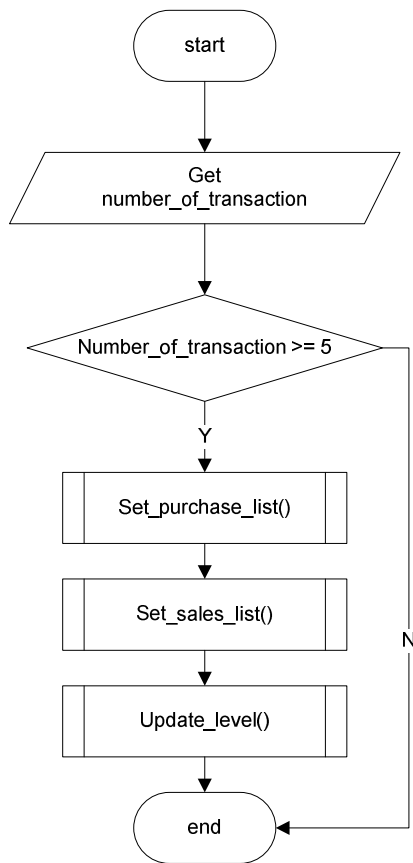 start
Get
number_of_transaction
Number_of_transaction >= 5
Y
Set_purchase_list()
Set_sales_list()
N
Update_level()
end